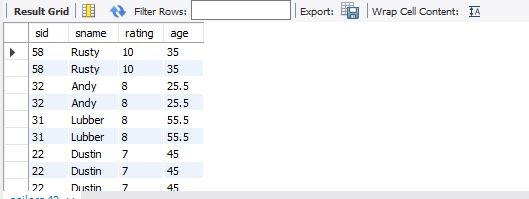 Result Grid Filter Rows: Export: Wrap Cell Content: IA
sid sname rating age
58 Rusty 10 35
58 Rusty 10 35
32 Andy 8 25.5
32 Andy 8 25.5
31 Lubber 8 55.5
31 Lubber 8 55.5
22 Dustin 7 45
22 Dustin 7 45
22 Dustin 7 45